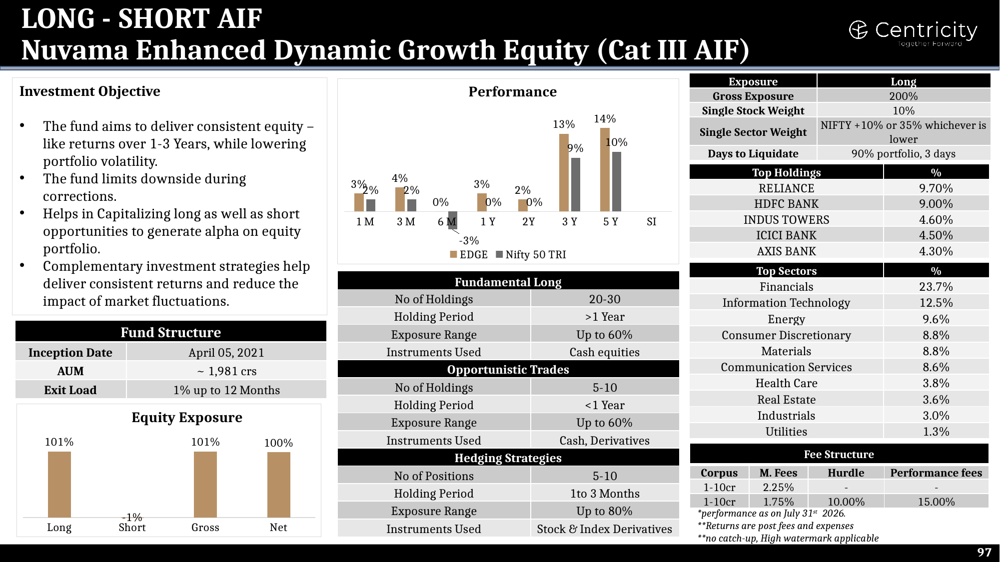 LONG - SHORT AIF
Nuvama Enhanced Dynamic Growth Equity (Cat III AIF)
Centricity
Together Forward
Investment Objective
• The fund aims to deliver consistent equity –
like returns over 1-3 Years, while lowering
portfolio volatility.
• The fund limits downside during
corrections.
• Helps in Capitalizing long as well as short
opportunities to generate alpha on equity
portfolio.
• Complementary investment strategies help
deliver consistent returns and reduce the
impact of market fluctuations.
Fund Structure
Inception Date April 05, 2021
AUM ~ 1,981 crs
Exit Load 1% up to 12 Months
Equity Exposure
101% -1% 101% 100%
Long Short Gross Net
Performance
3% 4% 0% 3% 2% 13% 14%
2% 2% -3% 0% 0% 9% 10%
1 M 3 M 6 M 1 Y 2Y 3 Y 5 Y SI
EDGE Nifty 50 TRI
Fundamental Long
No of Holdings 20-30
Holding Period >1 Year
Exposure Range Up to 60%
Instruments Used Cash equities
Opportunistic Trades
No of Holdings 5-10
Holding Period <1 Year
Exposure Range Up to 60%
Instruments Used Cash, Derivatives
Hedging Strategies
No of Positions 5-10
Holding Period 1to 3 Months
Exposure Range Up to 80%
Instruments Used Stock & Index Derivatives
Exposure Long
Gross Exposure 200%
Single Stock Weight 10%
Single Sector Weight NIFTY +10% or 35% whichever is
lower
Days to Liquidate 90% portfolio, 3 days
Top Holdings %
RELIANCE 9.70%
HDFC BANK 9.00%
INDUS TOWERS 4.60%
ICICI BANK 4.50%
AXIS BANK 4.30%
Top Sectors %
Financials 23.7%
Information Technology 12.5%
Energy 9.6%
Consumer Discretionary 8.8%
Materials 8.8%
Communication Services 8.6%
Health Care 3.8%
Real Estate 3.6%
Industrials 3.0%
Utilities 1.3%
Fee Structure
Corpus M. Fees Hurdle Performance fees
1-10cr 2.25% - -
1-10cr 1.75% 10.00% 15.00%
*performance as on July 31st 2026.
**Returns are post fees and expenses
**no catch-up, High watermark applicable
97